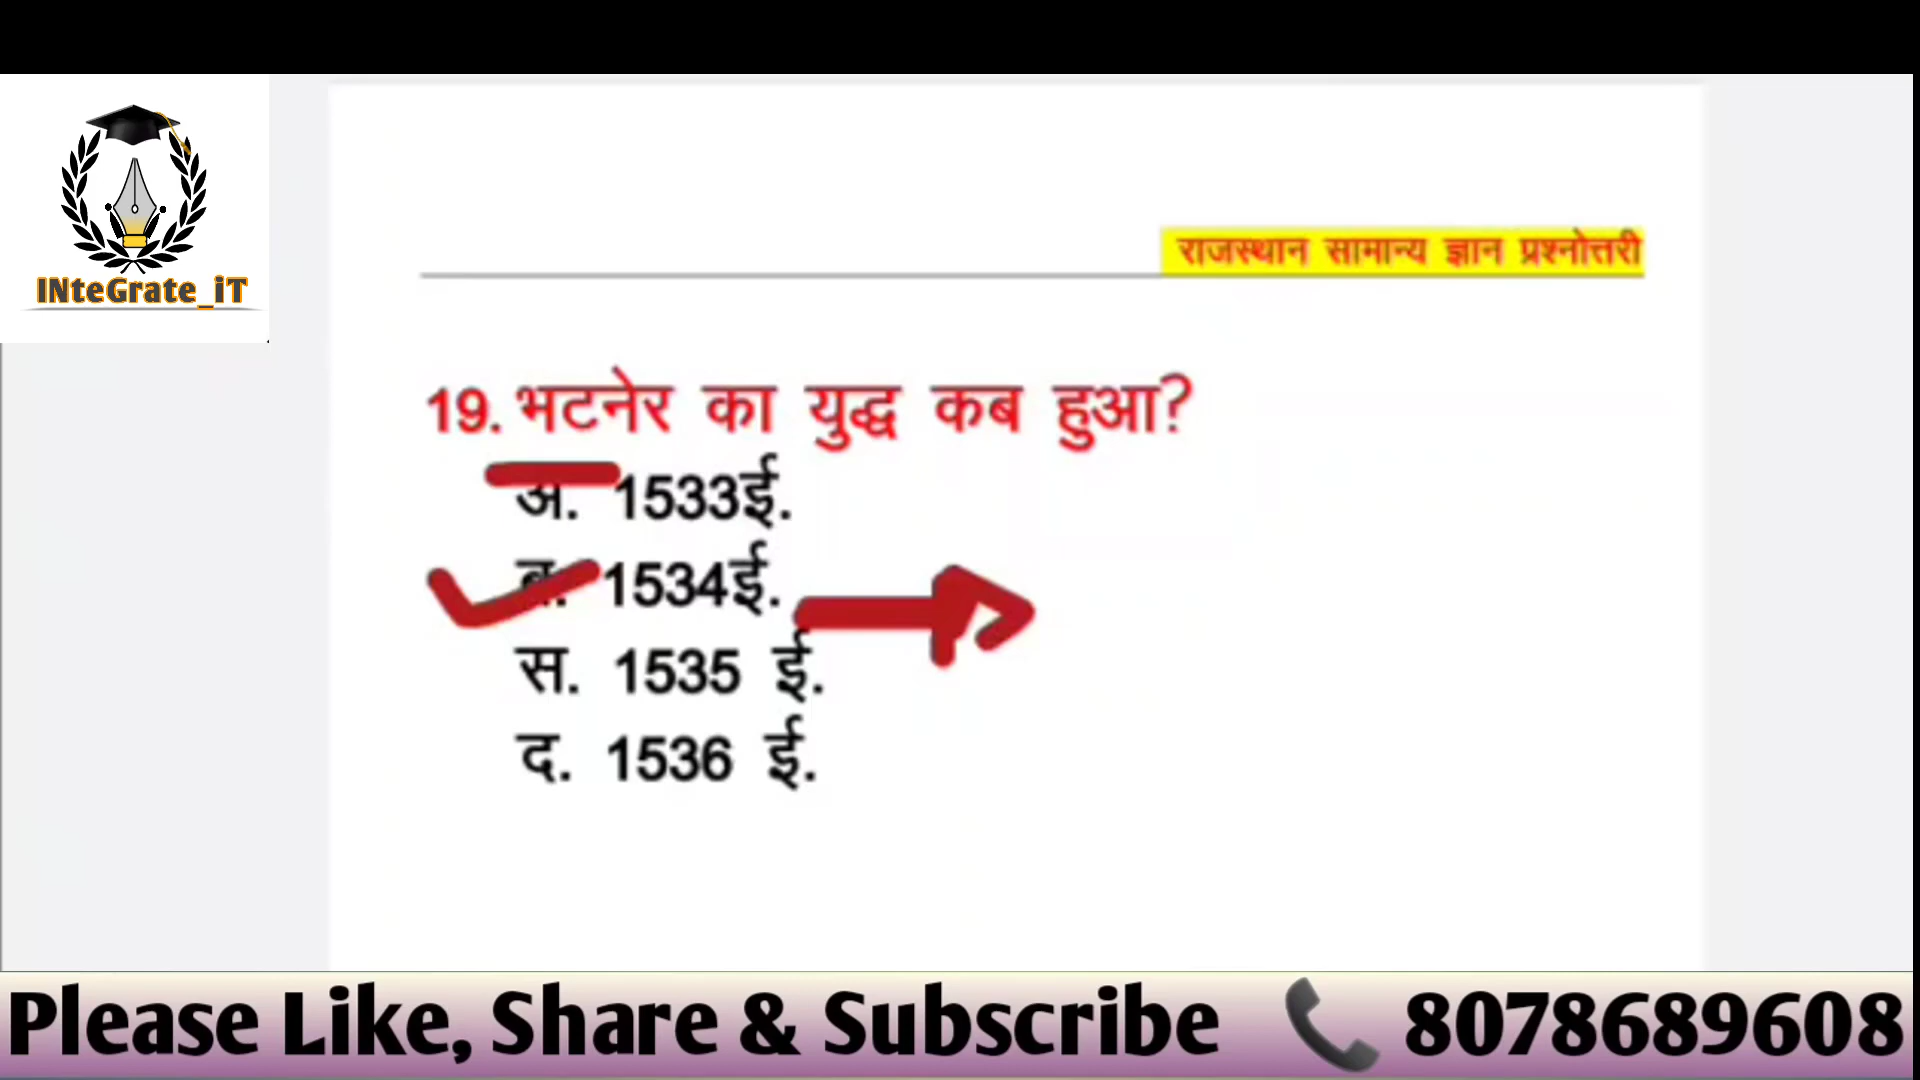 INteGrate_iT
राजस्थान सामान्य ज्ञान प्रश्नोत्तरी
19. भटनेर का युद्ध कब हुआ?
अ. 1533ई.
ब. 1534ई.
स. 1535 ई.
द. 1536 ई.
Please Like, Share & Subscribe 8078689608